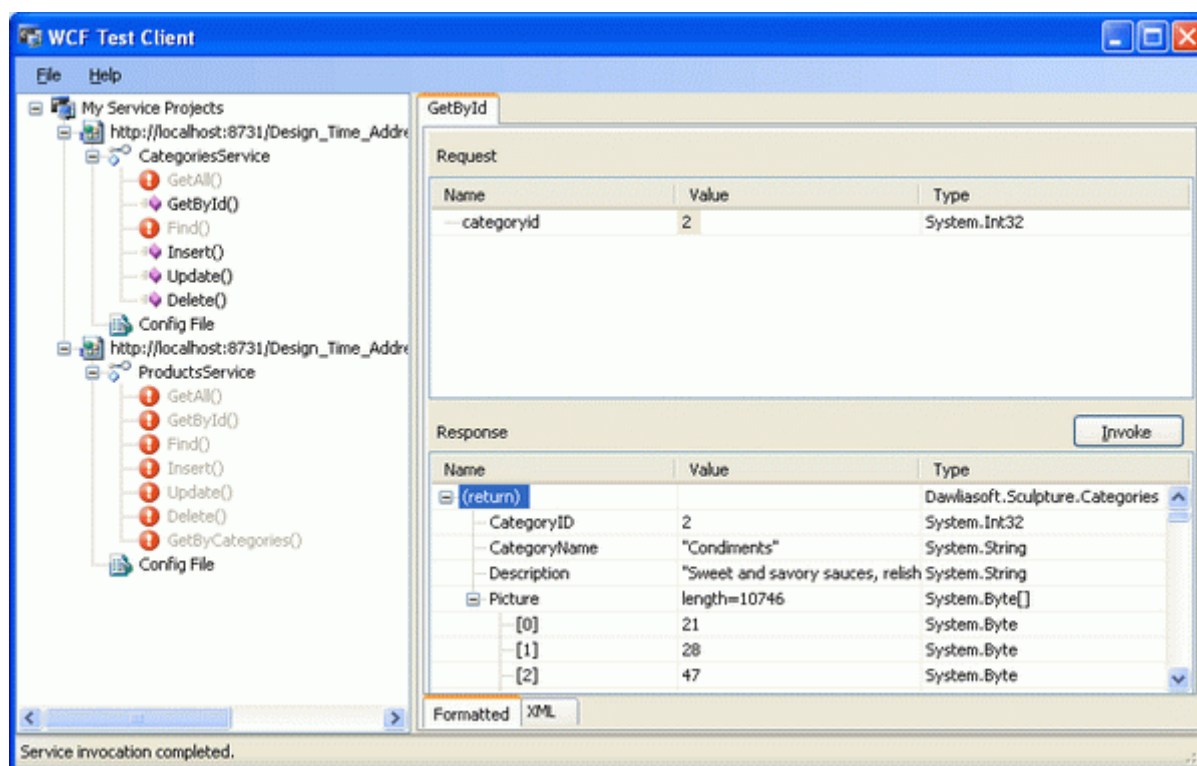 WCF Test Client
File Help
My Service Projects
http://localhost:8731/Design_Time_Addre
CategoriesService
GetAll()
GetById()
Find()
Insert()
Update()
Delete()
Config File
http://localhost:8731/Design_Time_Addre
ProductsService
GetAll()
GetById()
Find()
Insert()
Update()
Delete()
GetByCategories()
Config File
GetById
Request
Name Value Type
categoryid 2 System.Int32
Response Invoke
Name Value Type
(return) Dawliasoft.Sculpture.Categories
CategoryID 2 System.Int32
CategoryName "Condiments" System.String
Description "Sweet and savory sauces, relish System.String
Picture length=10746 System.Byte[]
[0] 21 System.Byte
[1] 28 System.Byte
[2] 47 System.Byte
Formatted XML
Service invocation completed.